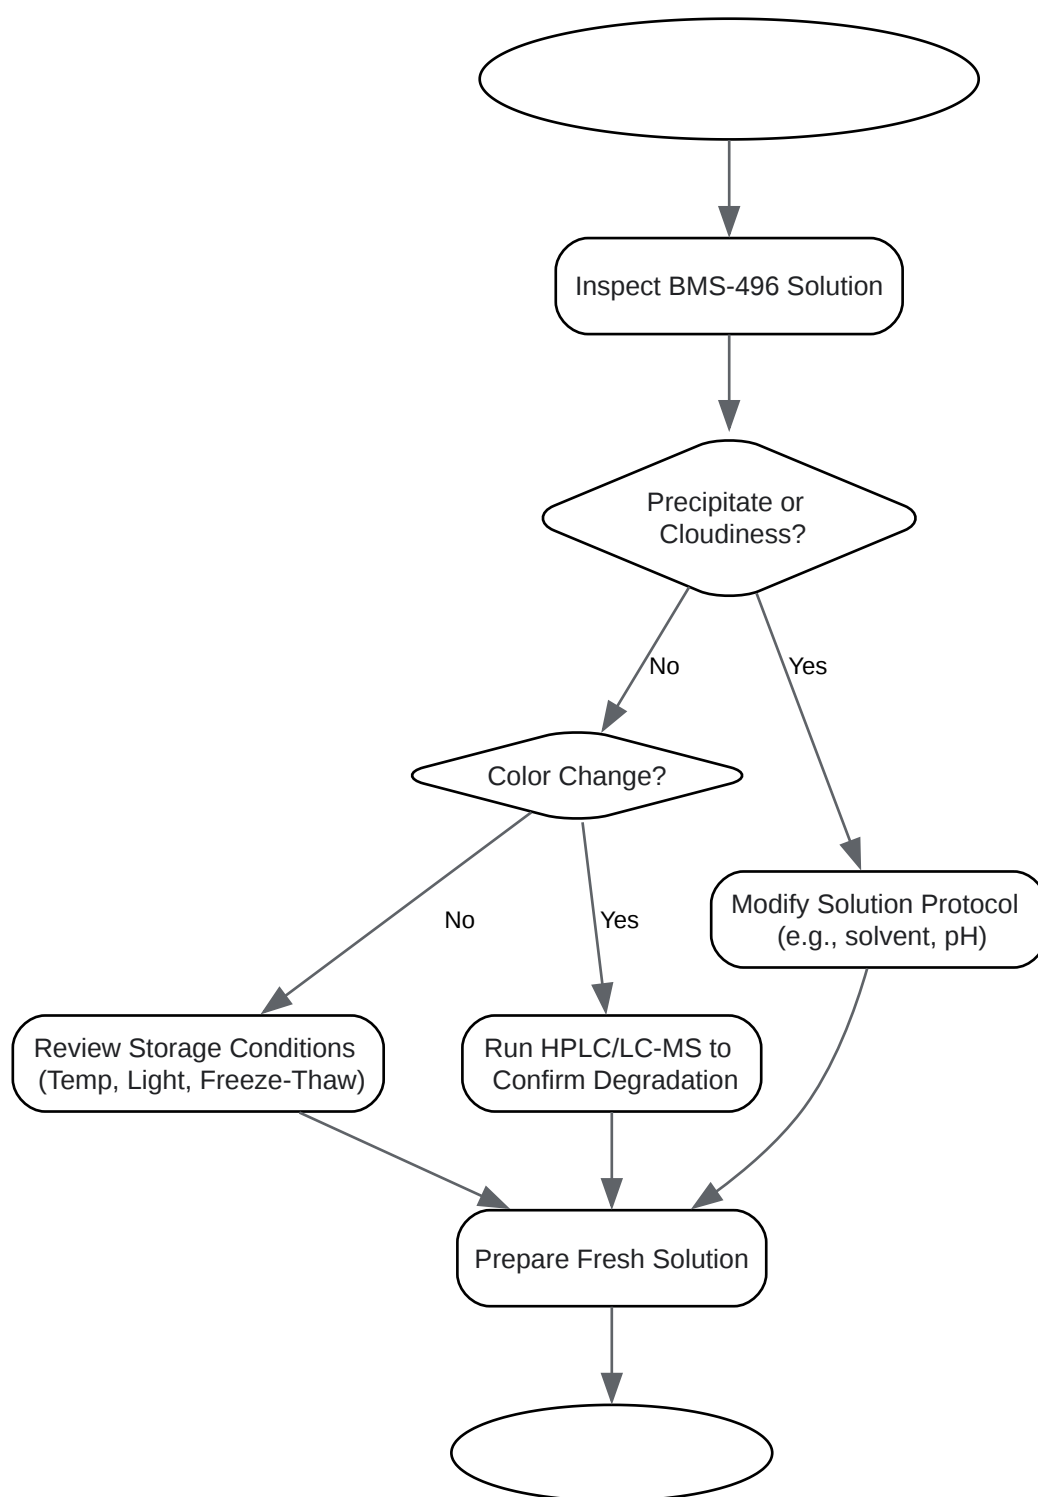 Inspect BMS-496 Solution
Precipitate or
Cloudiness?
No
Yes
Color Change?
No
Yes
Modify Solution Protocol
(e.g., solvent, pH)
Review Storage Conditions
(Temp, Light, Freeze-Thaw)
Run HPLC/LC-MS to
Confirm Degradation
Prepare Fresh Solution